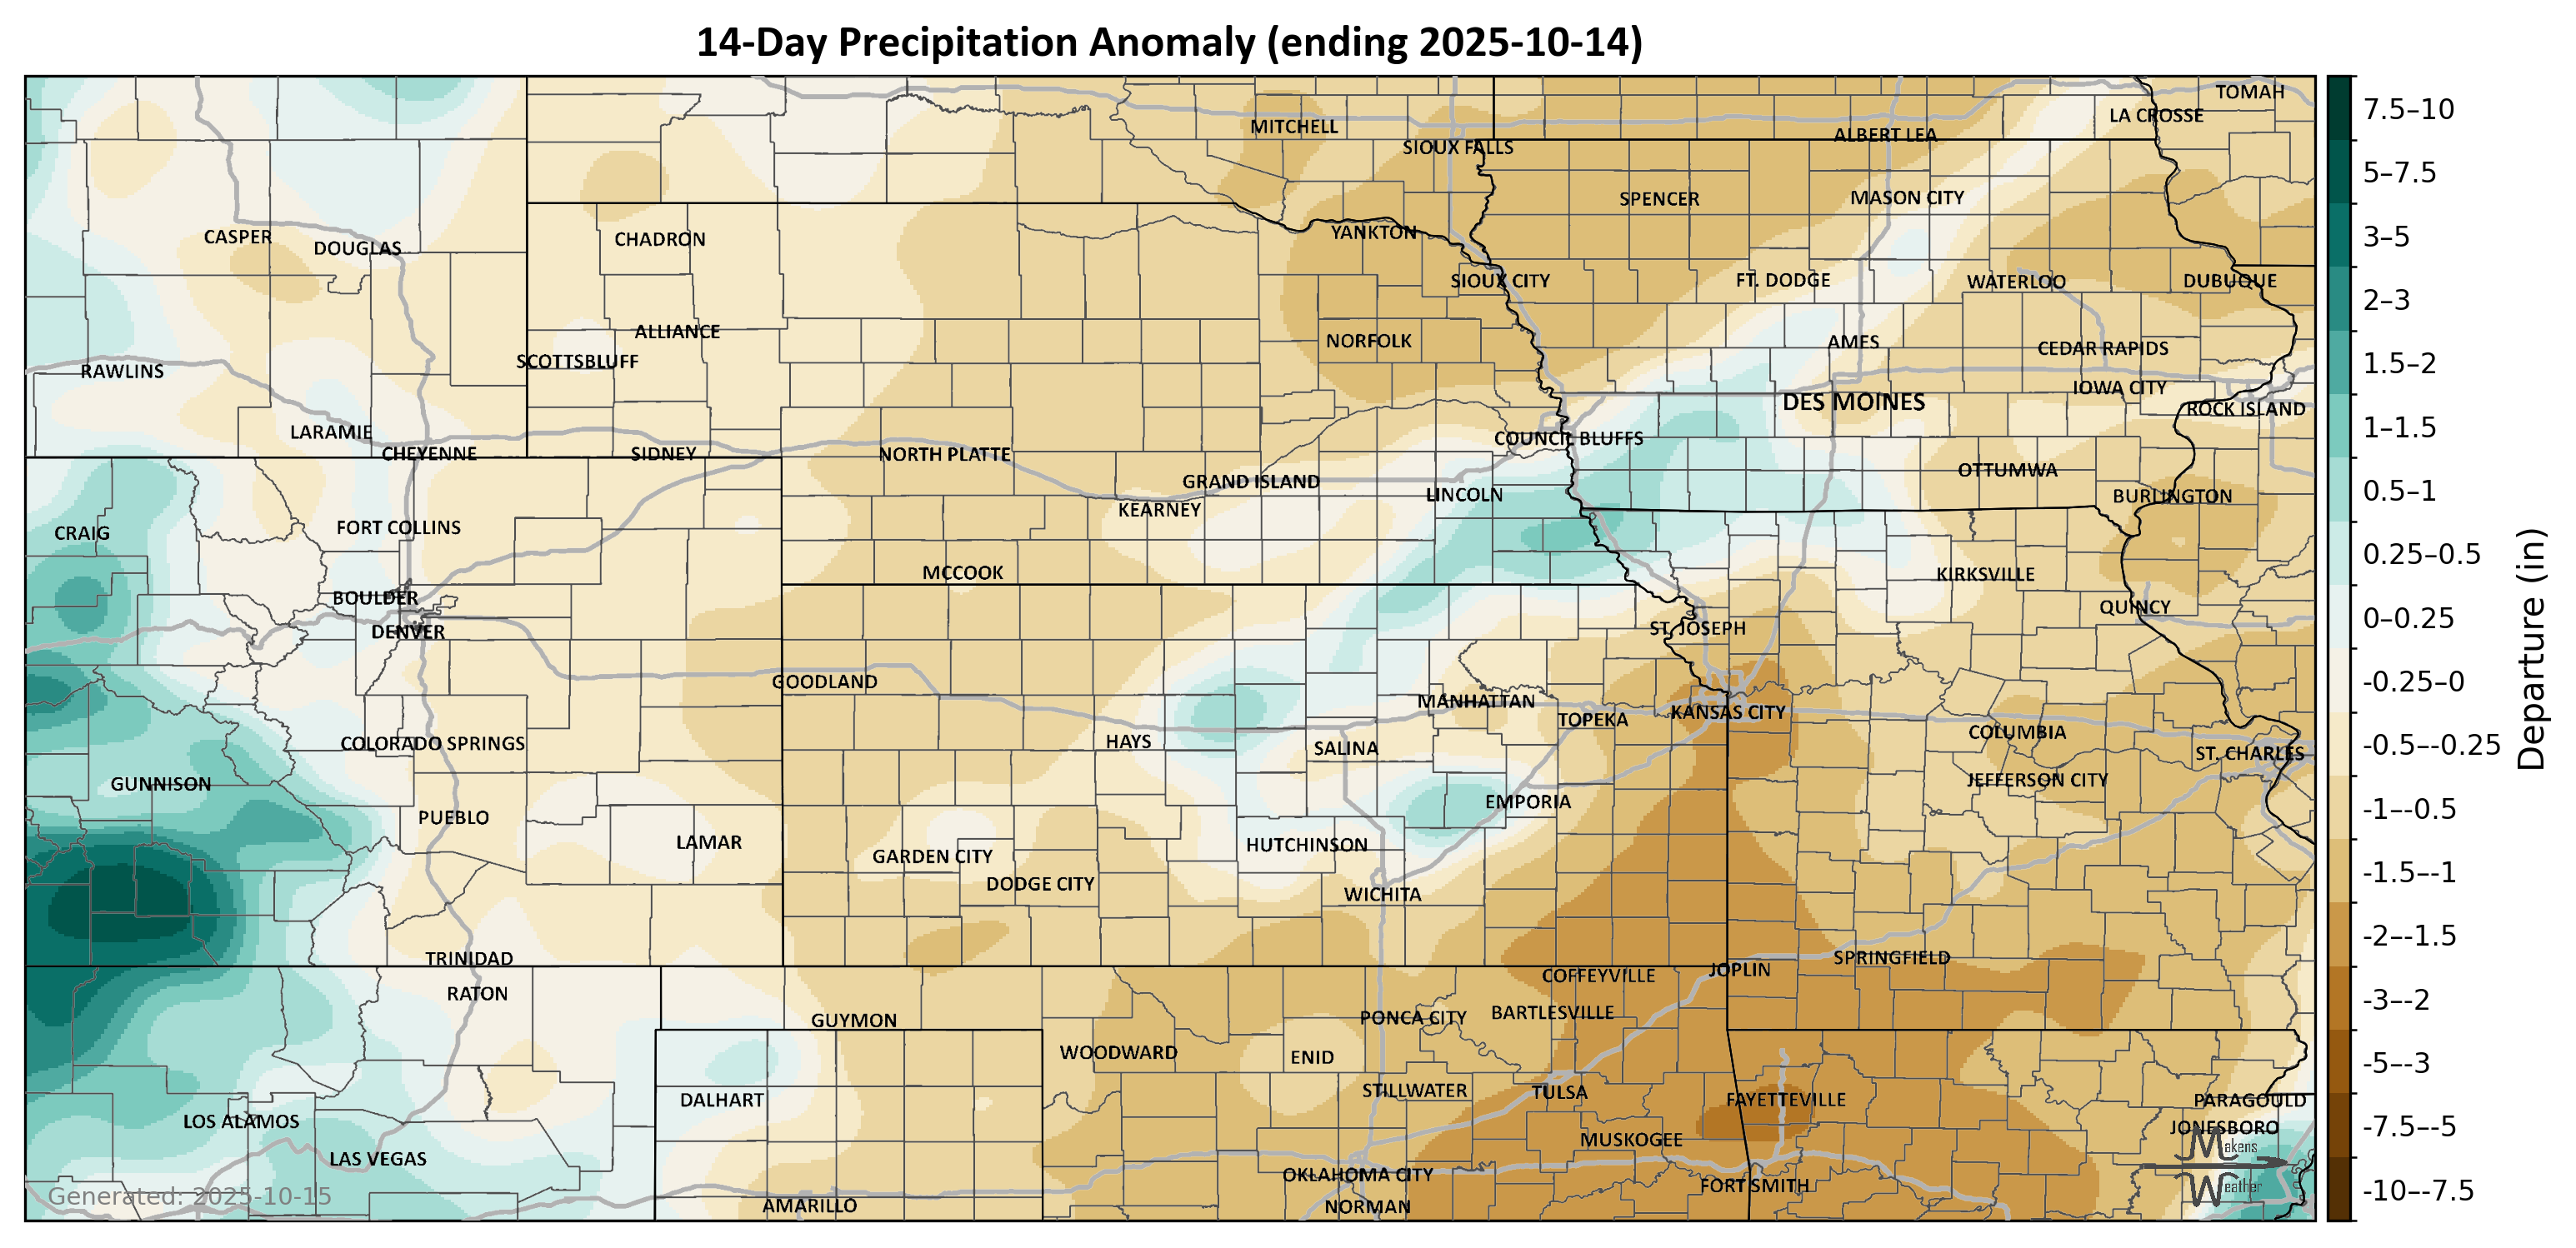 14-Day Precipitation Anomaly (ending 2025-10-14)
TOMAH
LA CROSSE
MITCHELL
ALBERT LEA
SIOUX FALLS
SPENCER
MASON CITY
YANKTON
CASPER
DOUGLAS
CHADRON
SIOUX CITY
FT. DODGE
WATERLOO
DUBUQUE
ALLIANCE
NORFOLK
AMES
CEDAR RAPIDS
SCOTTSBLUFF
RAWLINS
IOWA CITY
DES MOINES
ROCK ISLAND
LARAMIE
COUNCIL BLUFFS
CHEYENNE
SIDNEY
NORTH PLATTE
OTTUMWA
GRAND ISLAND
LINCOLN
BURLINGTON
KEARNEY
CRAIG
FORT COLLINS
MCCOOK
KIRKSVILLE
BOULDER
QUINCY
DENVER
ST. JOSEPH
GOODLAND
MANHATTAN
KANSAS CITY
TOPEKA
COLUMBIA
COLORADO SPRINGS
HAYS
SALINA
ST. CHARLES
GUNNISON
JEFFERSON CITY
EMPORIA
PUEBLO
LAMAR
HUTCHINSON
GARDEN CITY
DODGE CITY
WICHITA
TRINIDAD
SPRINGFIELD
JOPLIN
COFFEYVILLE
RATON
BARTLESVILLE
PONCA CITY
GUYMON
WOODWARD
ENID
STILLWATER
TULSA
DALHART
FAYETTEVILLE
PARAGOULD
LOS ALAMOS
JONESBORO
MUSKOGEE
LAS VEGAS
OKLAHOMA CITY
FORT SMITH
AMARILLO
NORMAN
Makens
Weather
Generated: 2025-10-15
7.5–10
5–7.5
3–5
2–3
1.5–2
1–1.5
0.5–1
0.25–0.5
0–0.25
-0.25–0
-0.5–-0.25
-1–-0.5
-1.5–-1
-2–-1.5
-3–-2
-5–-3
-7.5–-5
-10–-7.5
Departure (in)